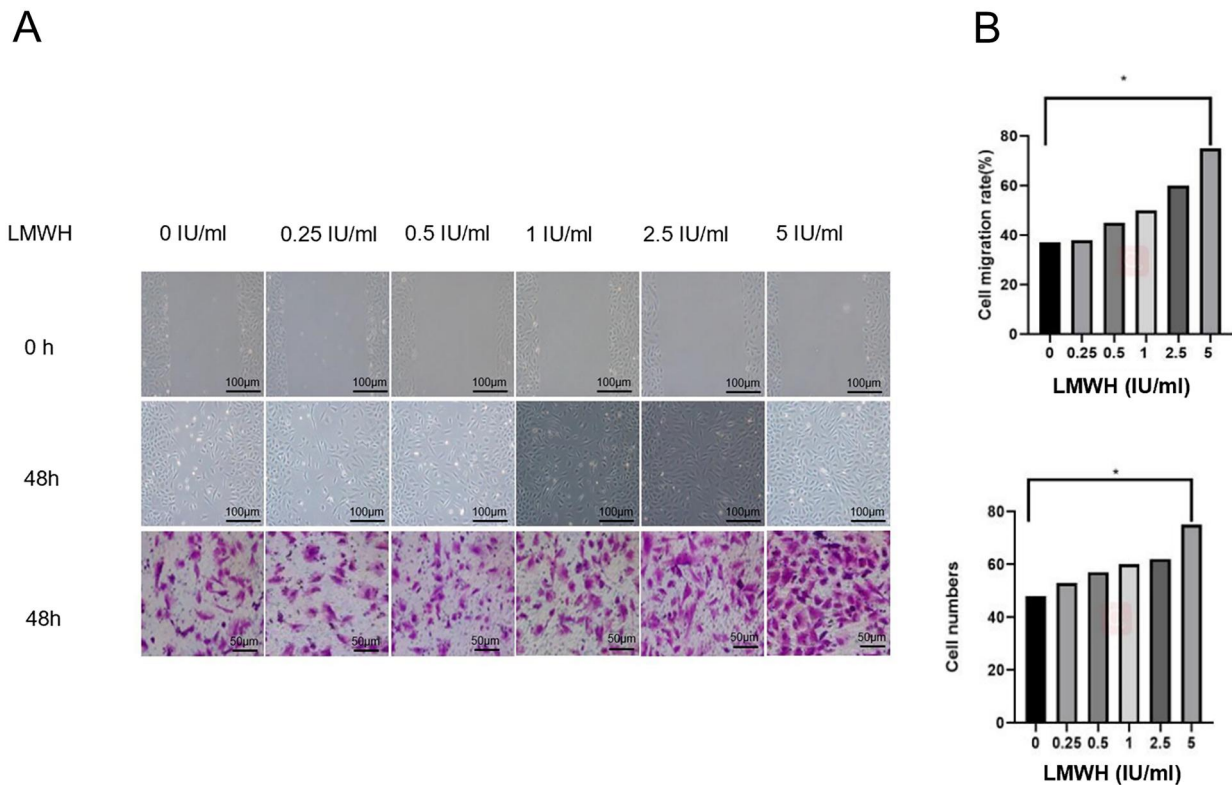 A
LMWH 0 IU/ml 0.25 IU/ml 0.5 IU/ml 1 IU/ml 2.5 IU/ml 5 IU/ml
0 h
100μm 100μm 100μm 100μm 100μm 100μm
48h
100μm 100μm 100μm 100μm 100μm 100μm
48h
50μm 50μm 50μm 50μm 50μm 50μm
B
*
Cell migration rate(%)
80
60
40
20
0
0 0.25 0.5 1 2.5 5
LMWH (IU/ml)
*
Cell numbers
80
60
40
20
0
0 0.25 0.5 1 2.5 5
LMWH (IU/ml)